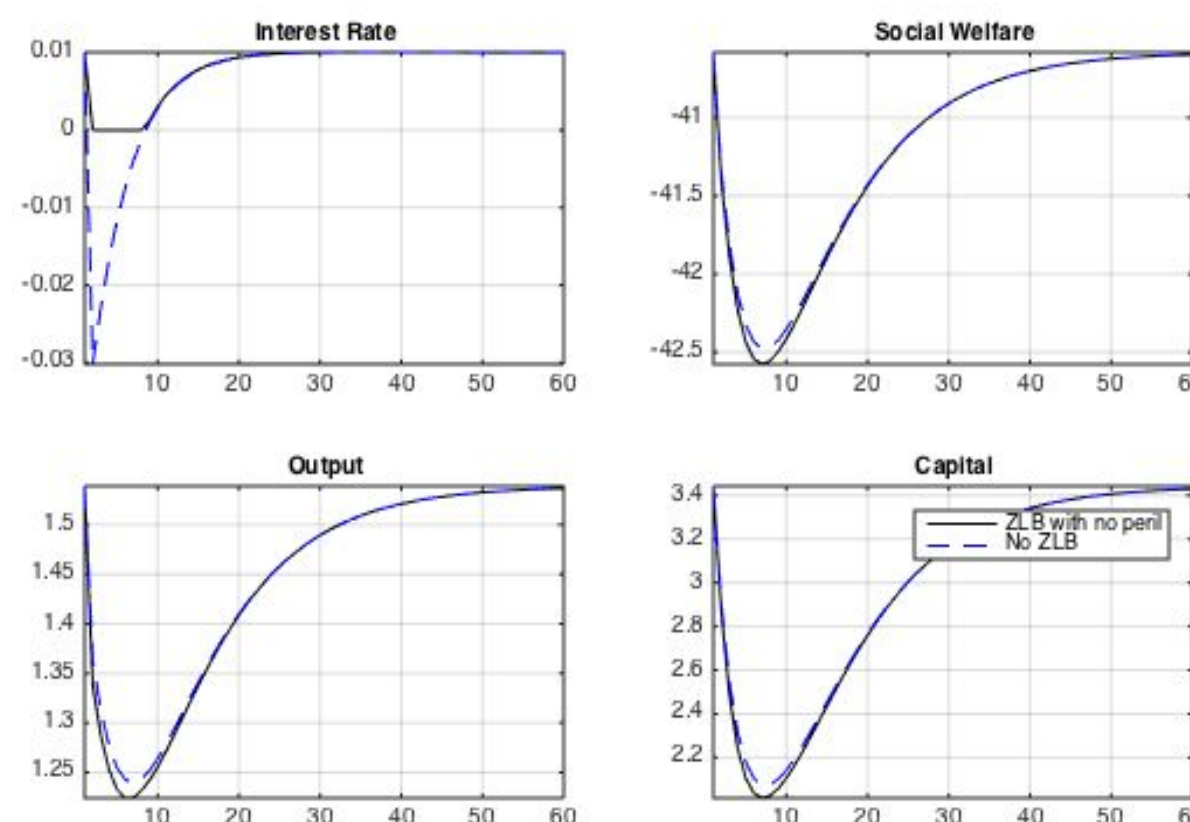 Interest Rate
0.01
0
-0.01
-0.02
-0.03
10 20 30 40 50 60
Social Welfare
-41
-41.5
-42
-42.5
10 20 30 40 50
Output
1.5
1.45
1.4
1.35
1.3
1.25
10 20 30 40 50 60
Capital
3.4
3.2
3
2.8
2.6
2.4
2.2
ZLB with no peril
No ZLB
10 20 30 40 50